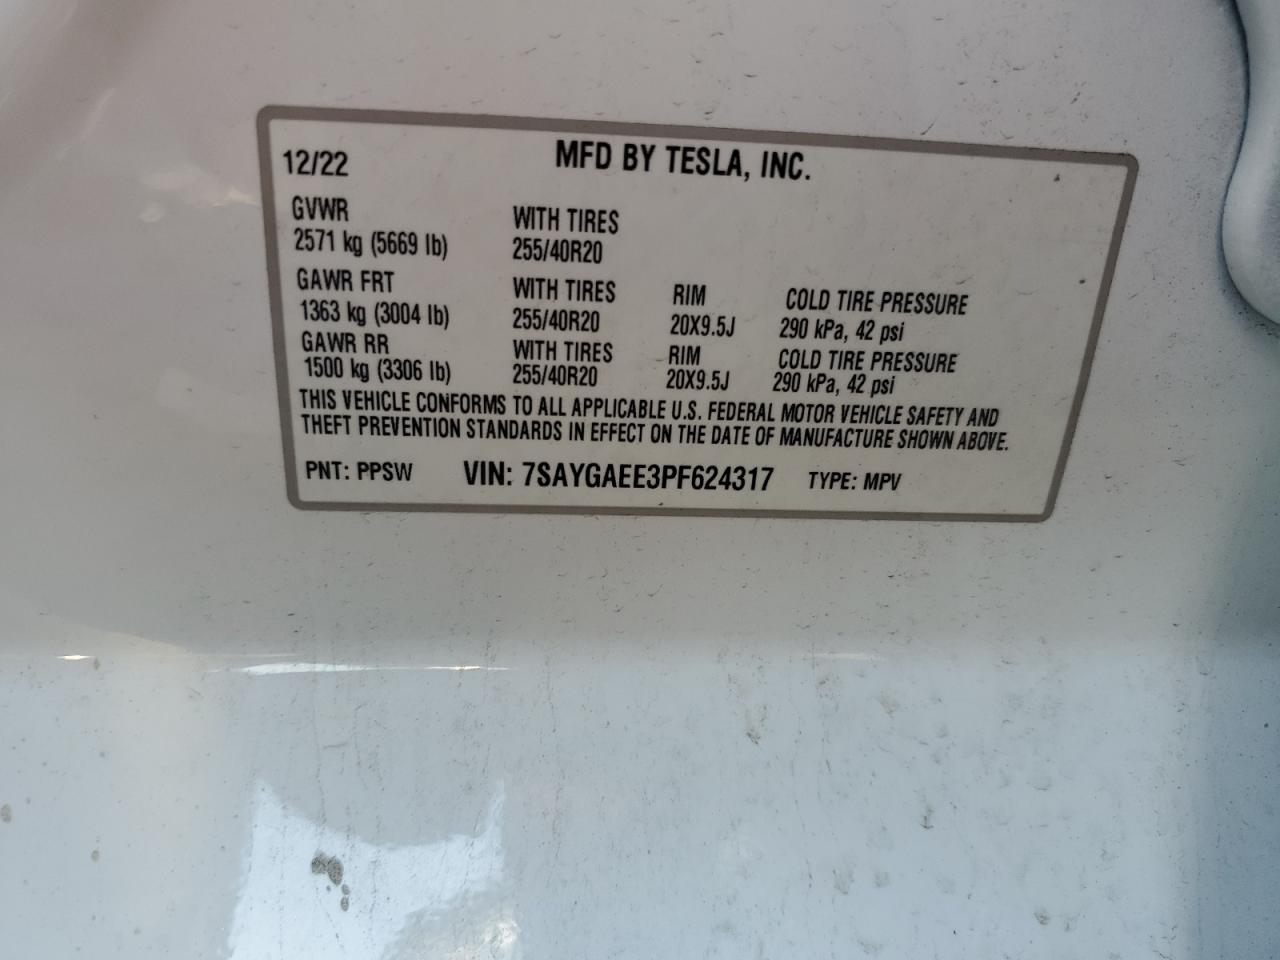 12/22 MFD BY TESLA, INC.
GVWR WITH TIRES
2571 kg (5669 lb) 255/40R20
GAWR FRT WITH TIRES RIM COLD TIRE PRESSURE
1363 kg (3004 lb) 255/40R20 20X9.5J 290 kPa, 42 psi
GAWR RR WITH TIRES RIM COLD TIRE PRESSURE
1500 kg (3306 lb) 255/40R20 20X9.5J 290 kPa, 42 psi
THIS VEHICLE CONFORMS TO ALL APPLICABLE U.S. FEDERAL MOTOR VEHICLE SAFETY AND
THEFT PREVENTION STANDARDS IN EFFECT ON THE DATE OF MANUFACTURE SHOWN ABOVE.
PNT: PPSW VIN: 7SAYGAEE3PF624317 TYPE: MPV